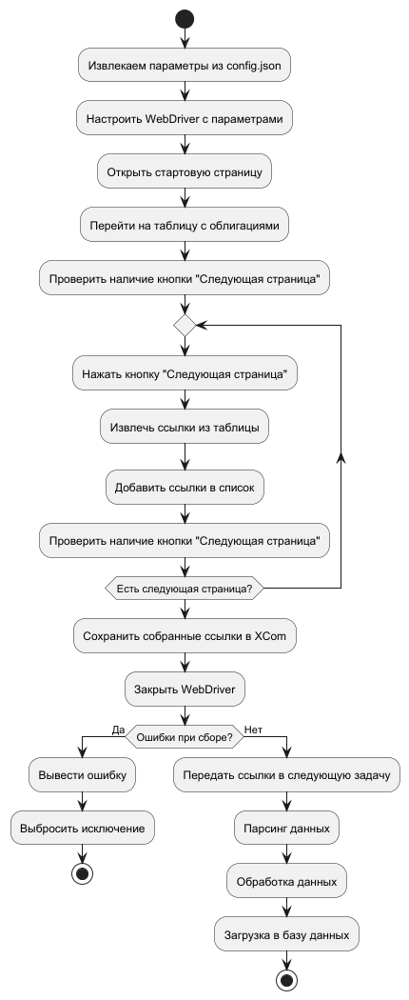 Извлекаем параметры из config.json
Настроить WebDriver с параметрами
Открыть стартовую страницу
Перейти на таблицу с облигациями
Проверить наличие кнопки "Следующая страница"
Нажать кнопку "Следующая страница"
Извлечь ссылки из таблицы
Добавить ссылки в список
Проверить наличие кнопки "Следующая страница"
Есть следующая страница?
Сохранить собранные ссылки в XCom
Закрыть WebDriver
Да
Ошибки при сборе?
Нет
Вывести ошибку
Передать ссылки в следующую задачу
Выбросить исключение
Парсинг данных
Обработка данных
Загрузка в базу данных